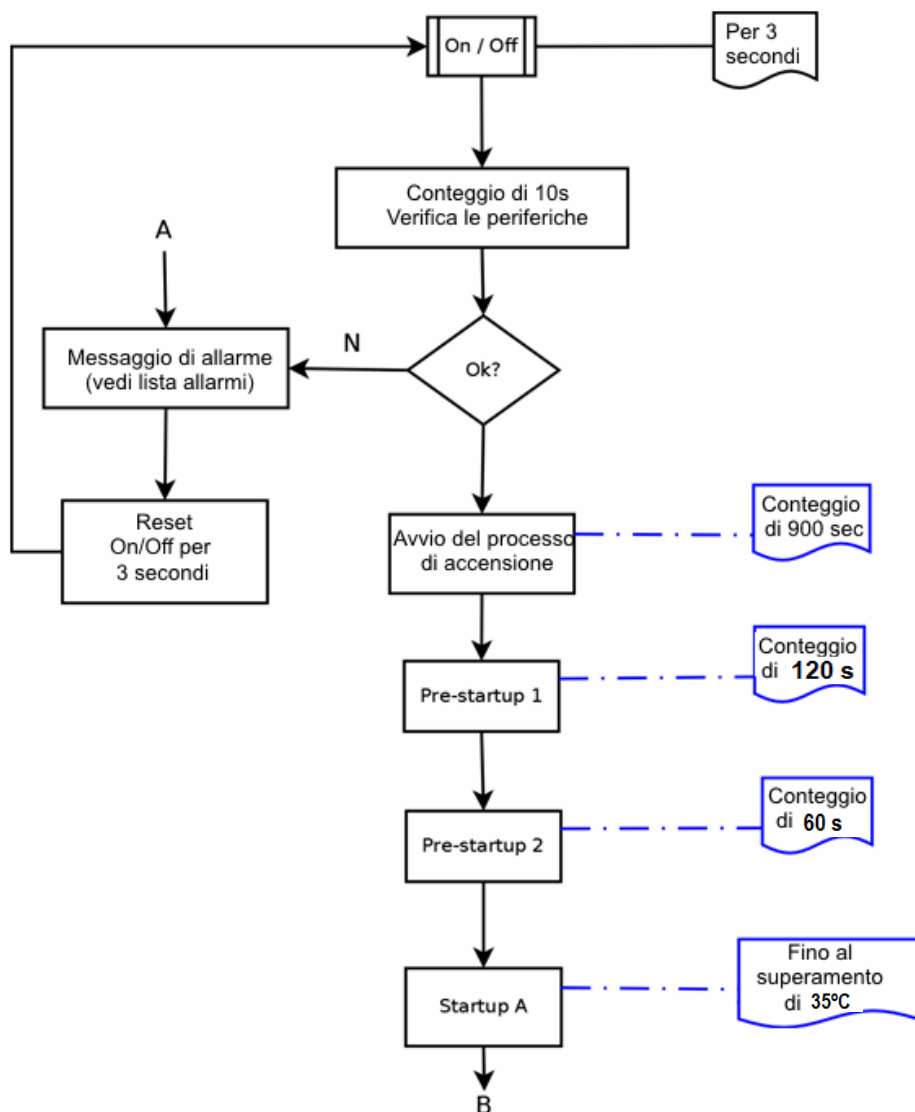 On / Off
Per 3
secondi
Conteggio di 10s
Verifica le periferiche
A
Messaggio di allarme
(vedi lista allarmi)
N
Ok?
Reset
On/Off per
3 secondi
Avvio del processo
di accensione
Conteggio
di 900 sec
Pre-startup 1
Conteggio
di 120 s
Pre-startup 2
Conteggio
di 60 s
Startup A
Fino al
superamento
di 35ºC
B